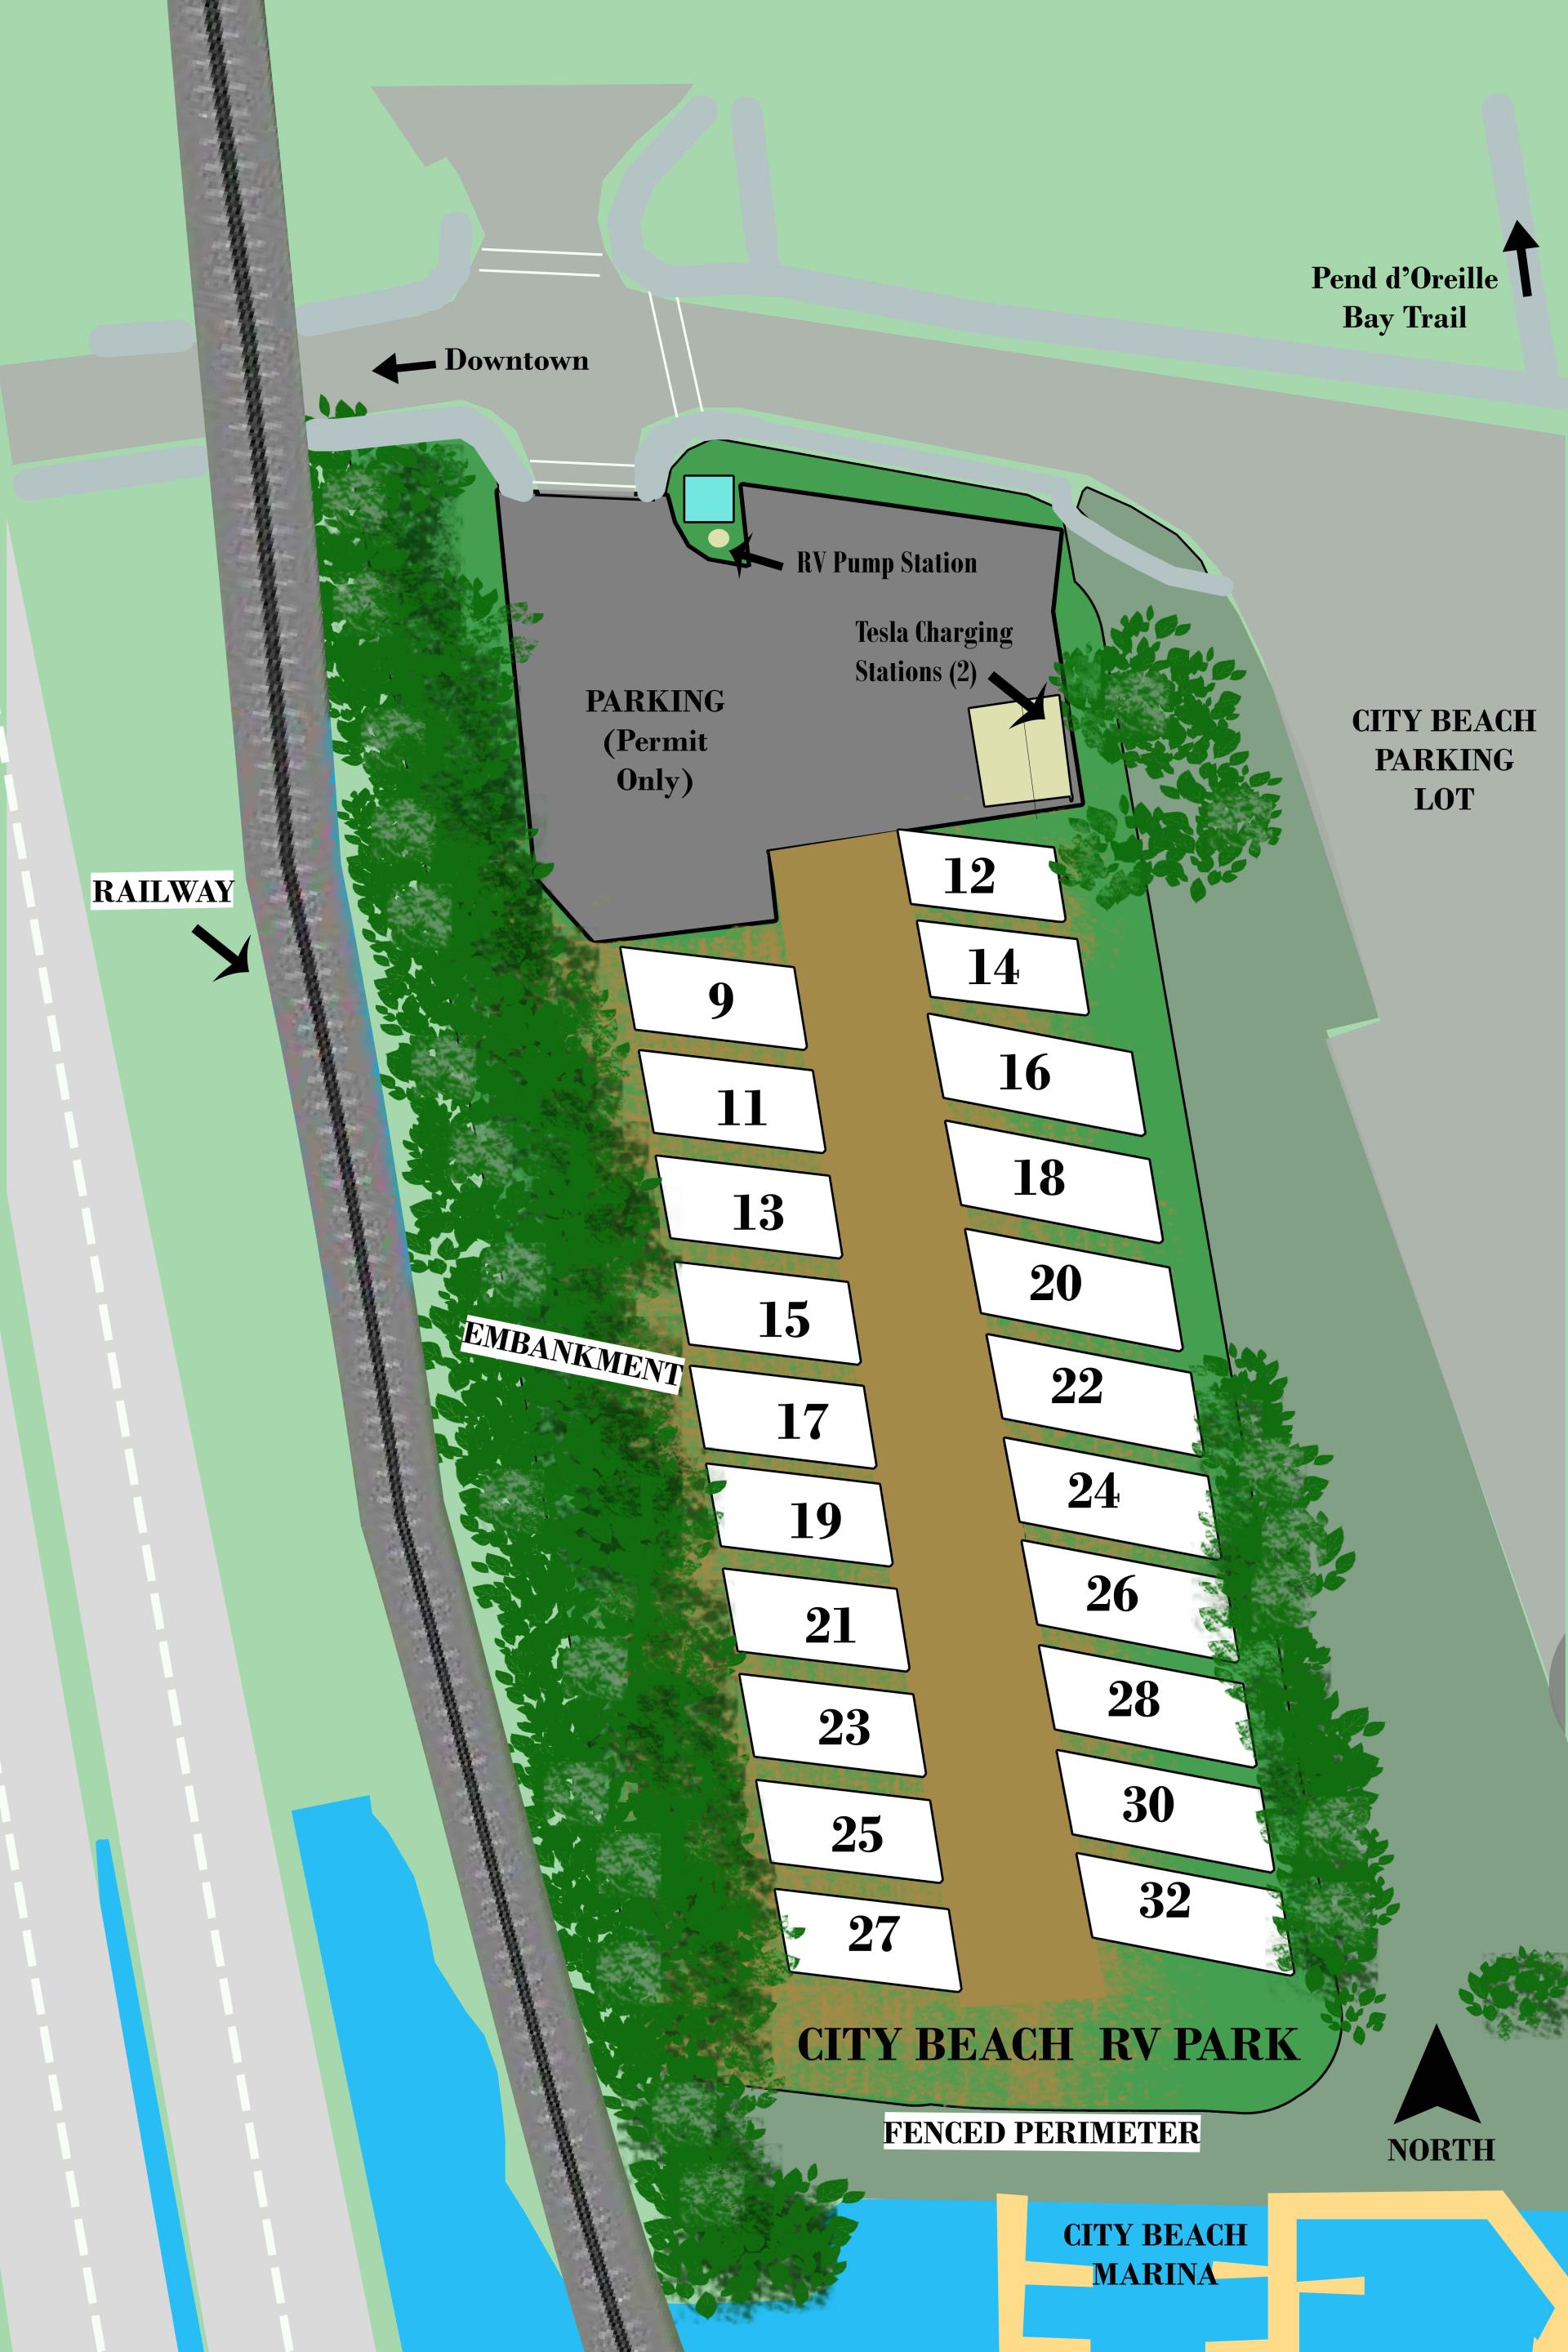 Pend d’Oreille
Bay Trail
Downtown
RV Pump Station
Tesla Charging
Stations (2)
PARKING
(Permit
Only)
CITY BEACH
PARKING
LOT
RAILWAY
12
14
9
16
11
18
13
20
15
EMBANKMENT
22
17
24
19
26
21
28
23
30
25
32
27
CITY BEACH RV PARK
FENCED PERIMETER
NORTH
CITY BEACH
MARINA